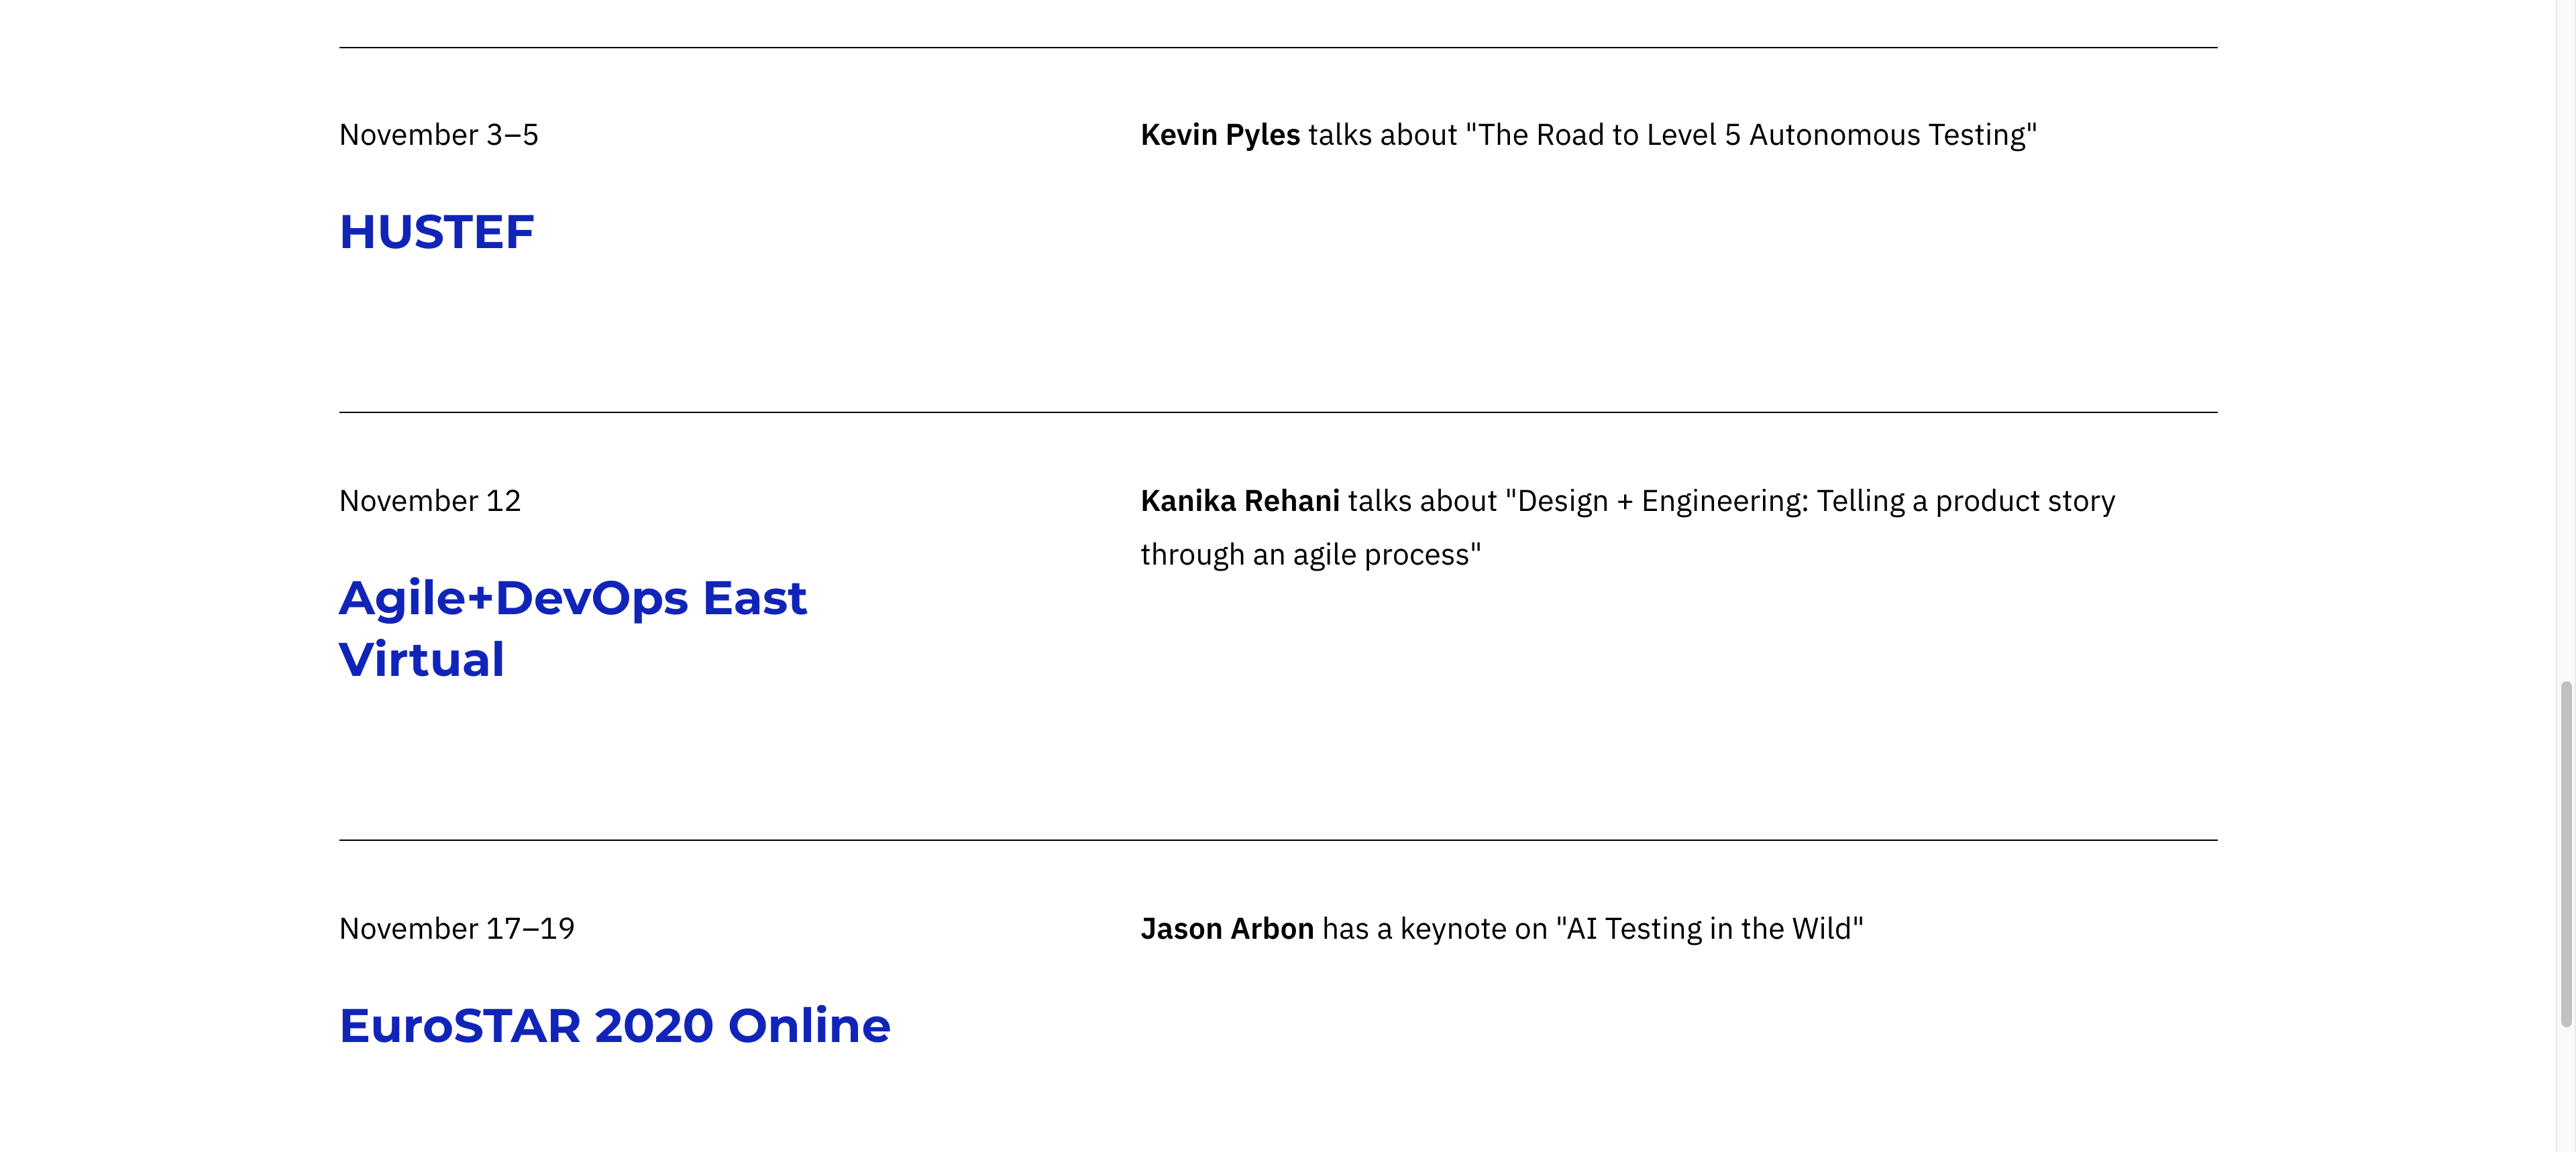 November 3–5
Kevin Pyles talks about "The Road to Level 5 Autonomous Testing"
HUSTEF
November 12
Kanika Rehani talks about "Design + Engineering: Telling a product story
through an agile process"
Agile+DevOps East
Virtual
November 17–19
Jason Arbon has a keynote on "AI Testing in the Wild"
EuroSTAR 2020 Online